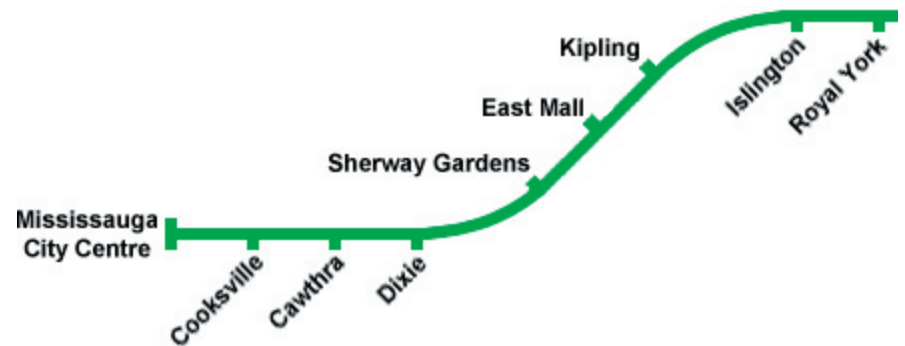 Kipling
East Mall
Sherway Gardens
Mississauga
City Centre
Cooksville
Cawthra
Dixie
Islington
Royal York